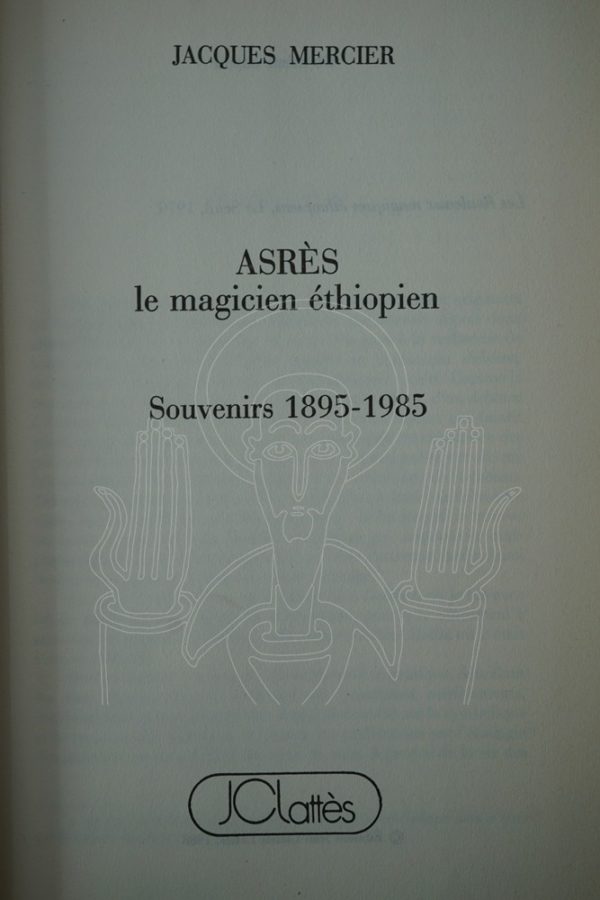 JACQUES MERCIER
ASRÈS
le magicien éthiopien
Souvenirs 1895-1985
JClattès